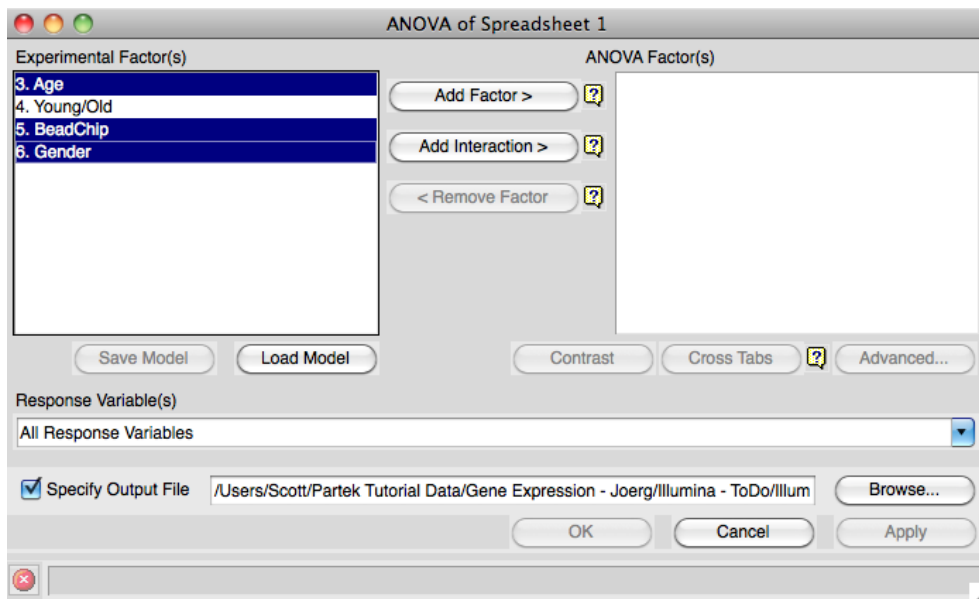 ANOVA of Spreadsheet 1
Experimental Factor(s)
ANOVA Factor(s)
3. Age
4. Young/Old
5. BeadChip
6. Gender
Add Factor >
?
Add Interaction >
?
< Remove Factor
?
Save Model
Load Model
Contrast
Cross Tabs
?
Advanced...
Response Variable(s)
All Response Variables
Specify Output File
/Users/Scott/Partek Tutorial Data/Gene Expression - Joerg/Illumina - ToDo/Illum
Browse...
OK
Cancel
Apply